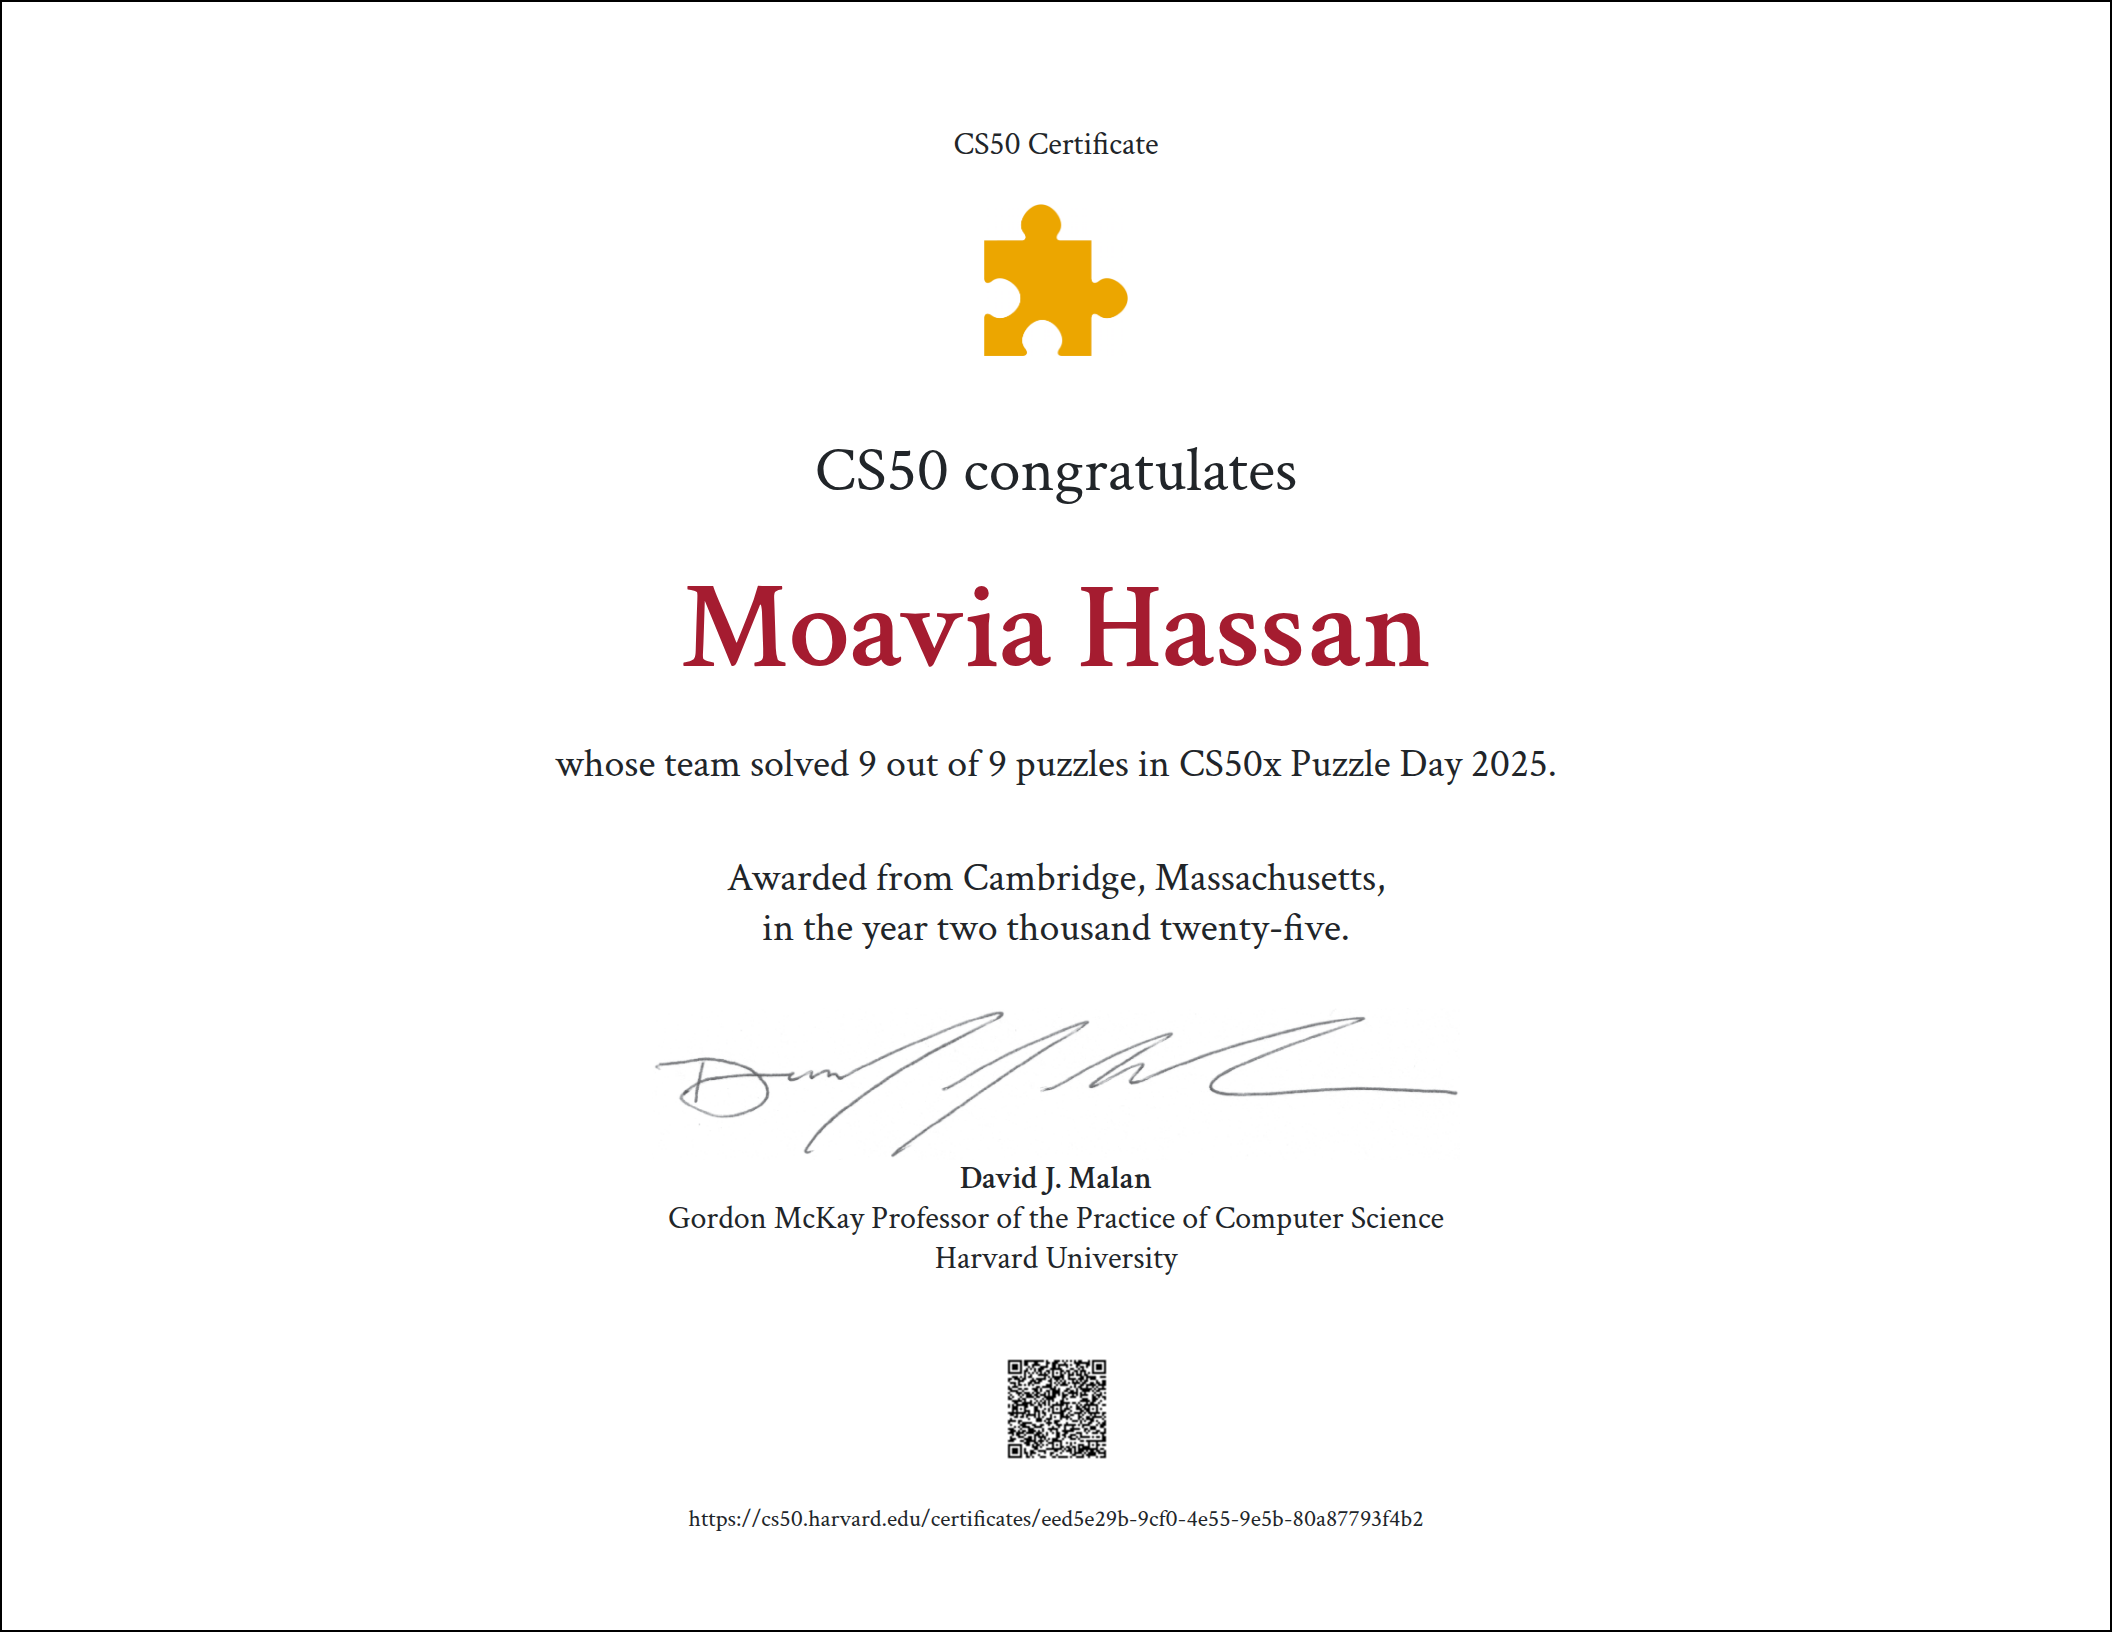 CS50 Certificate
CS50 congratulates
Moavia Hassan
whose team solved 9 out of 9 puzzles in CS50x Puzzle Day 2025.
Awarded from Cambridge, Massachusetts,
in the year two thousand twenty-five.
David J. Malan
Gordon McKay Professor of the Practice of Computer Science
Harvard University
https://cs50.harvard.edu/certificates/eed5e29b-9cf0-4e55-9e5b-80a87793f4b2